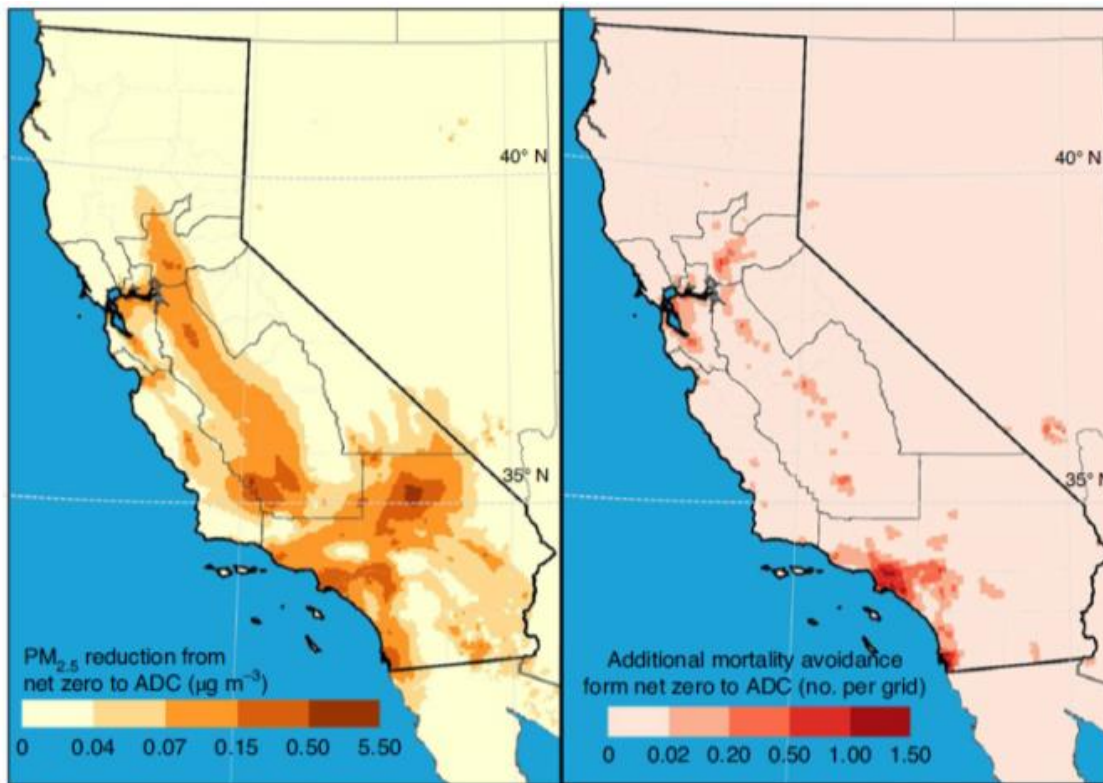 40° N
35° N
PM2.5 reduction from
net zero to ADC (μg m⁻³)
0 0.04 0.07 0.15 0.50 5.50
40° N
35° N
Additional mortality avoidance
form net zero to ADC (no. per grid)
0 0.02 0.20 0.50 1.00 1.50